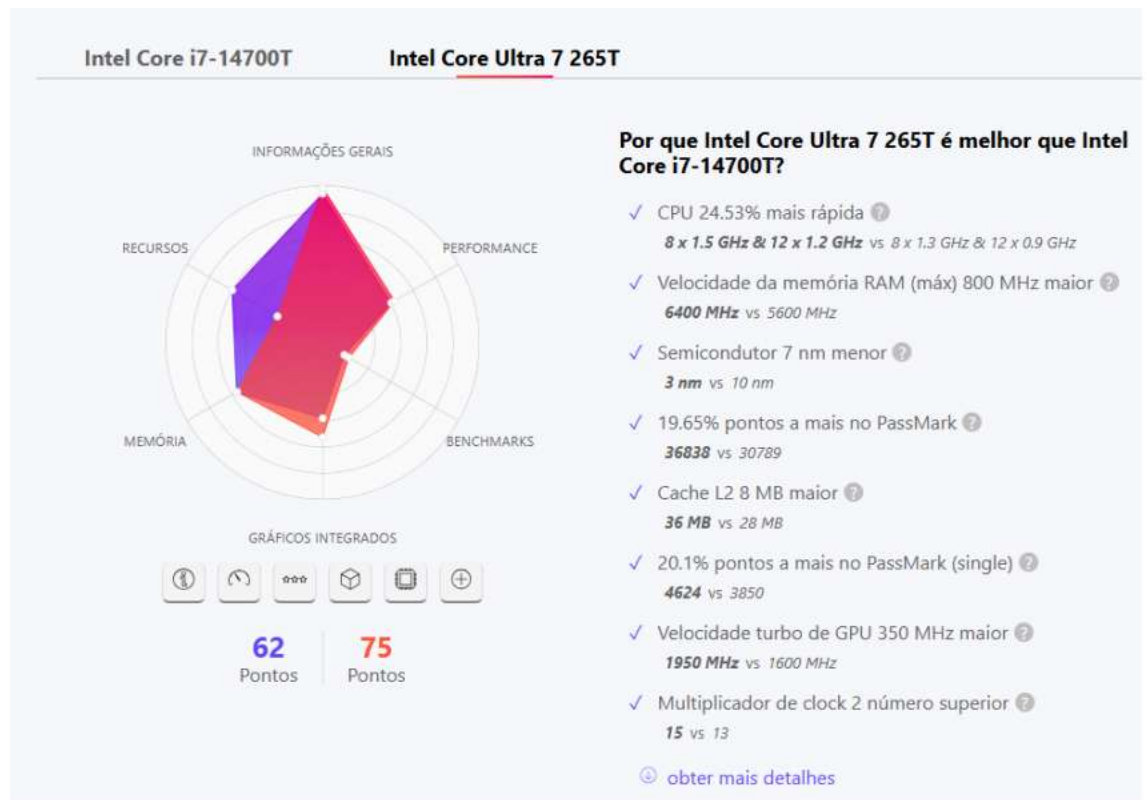 Intel Core i7-14700T
Intel Core Ultra 7 265T
INFORMAÇÕES GERAIS
RECURSOS
PERFORMANCE
MEMÓRIA
BENCHMARKS
GRÁFICOS INTEGRADOS
62
Pontos
75
Pontos
Por que Intel Core Ultra 7 265T é melhor que Intel
Core i7-14700T?
✓ CPU 24.53% mais rápida ?
8 x 1.5 GHz & 12 x 1.2 GHz vs 8 x 1.3 GHz & 12 x 0.9 GHz
✓ Velocidade da memória RAM (máx) 800 MHz maior ?
6400 MHz vs 5600 MHz
✓ Semicondutor 7 nm menor ?
3 nm vs 10 nm
✓ 19.65% pontos a mais no PassMark ?
36838 vs 30789
✓ Cache L2 8 MB maior ?
36 MB vs 28 MB
✓ 20.1% pontos a mais no PassMark (single) ?
4624 vs 3850
✓ Velocidade turbo de GPU 350 MHz maior ?
1950 MHz vs 1600 MHz
✓ Multiplicador de clock 2 número superior ?
15 vs 13
obter mais detalhes